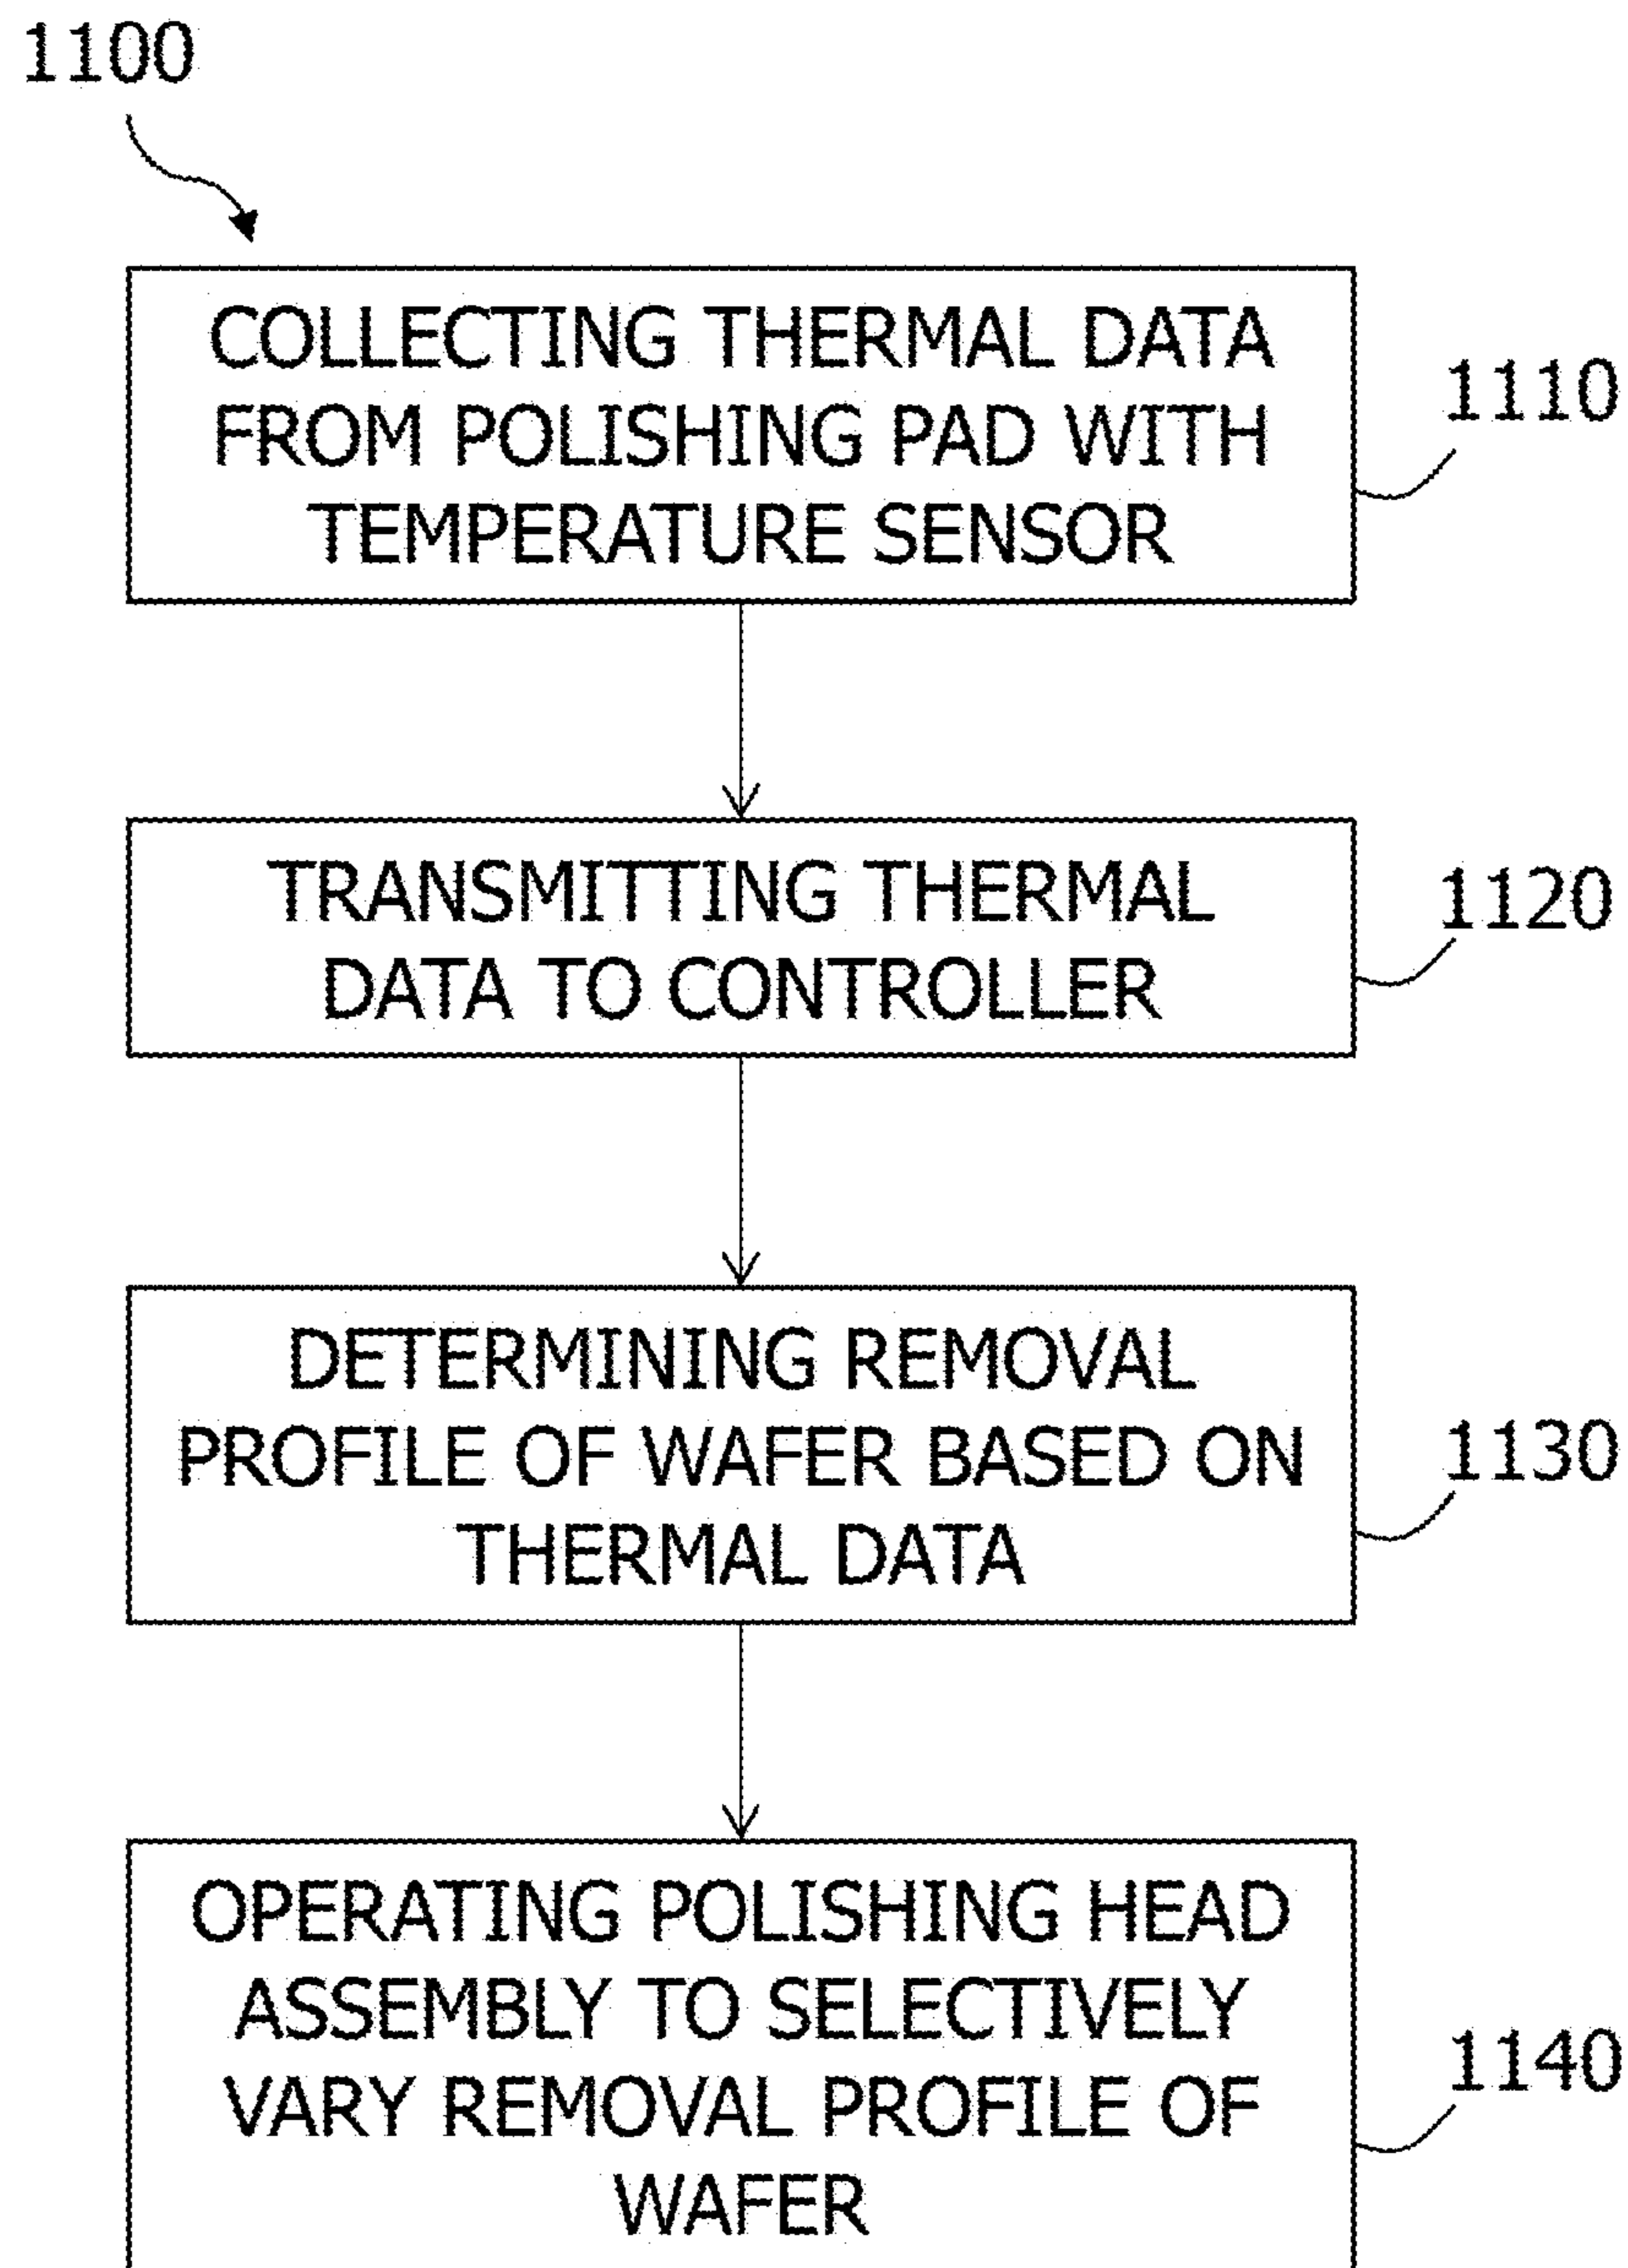 1100
COLLECTING THERMAL DATA
FROM POLISHING PAD WITH
TEMPERATURE SENSOR
1110
TRANSMITTING THERMAL
DATA TO CONTROLLER
1120
DETERMINING REMOVAL
PROFILE OF WAFER BASED ON
THERMAL DATA
1130
OPERATING POLISHING HEAD
ASSEMBLY TO SELECTIVELY
VARY REMOVAL PROFILE OF
WAFER
1140